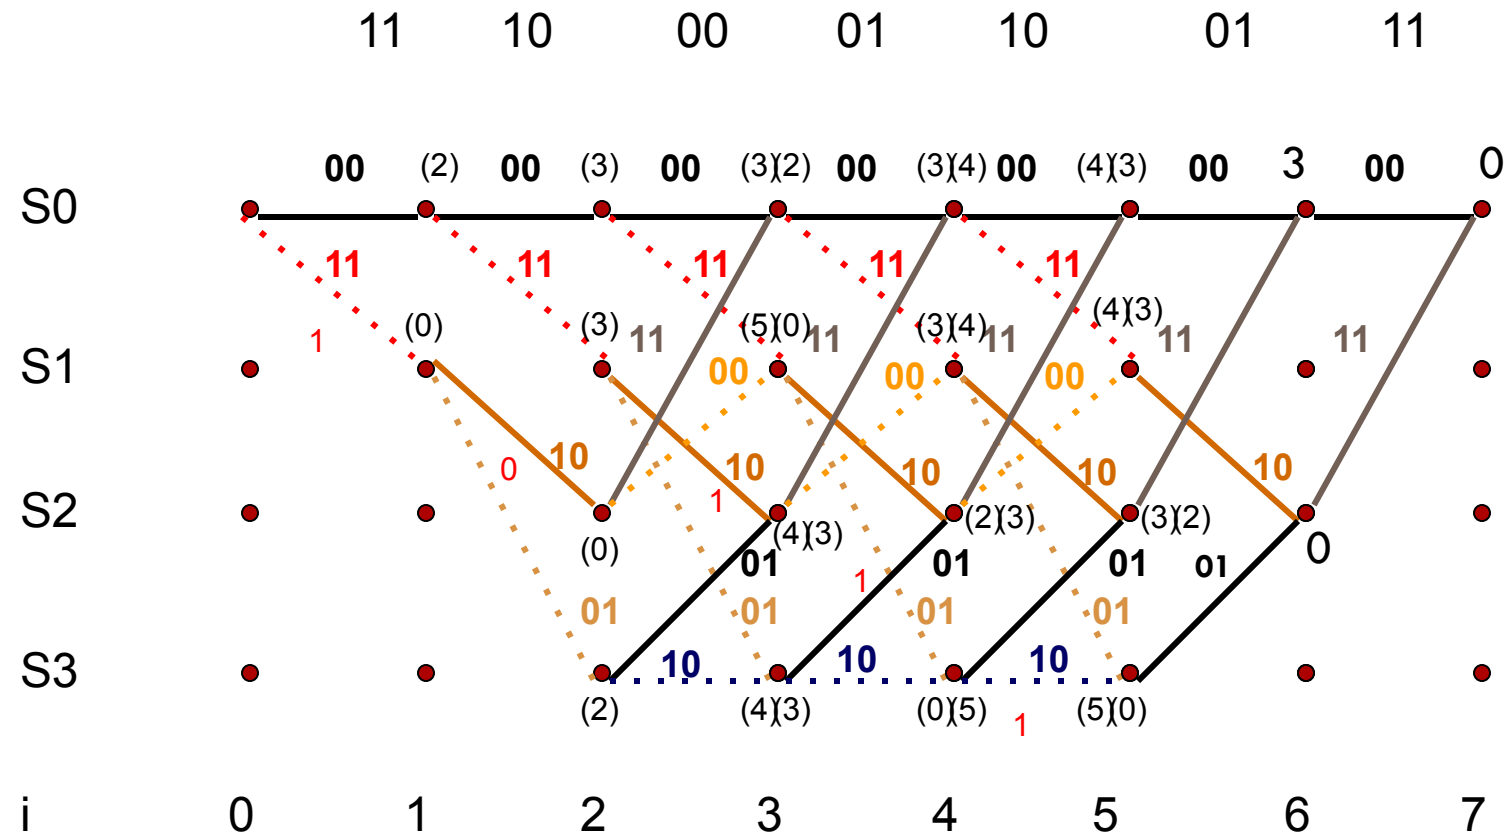 11 10 00 01 10 01 11
00 (2) 00 (3) 00 (3)(2) 00 (3)(4) 00 (4)(3) 00 3 00 0
S0
11 11 11 11 11
1 (0) (3) 11 (5)(0) 11 (3)(4) 11 (4)(3) 11 11
S1 00 00 00
0 10 10 10 10 10
1
S2 (0) (4)(3) (2)(3) (3)(2) 0
01 01 01 01
1
01 01 01 01
S3 10 10 10
(2) (4)(3) (0)(5) 1 (5)(0)
i 0 1 2 3 4 5 6 7